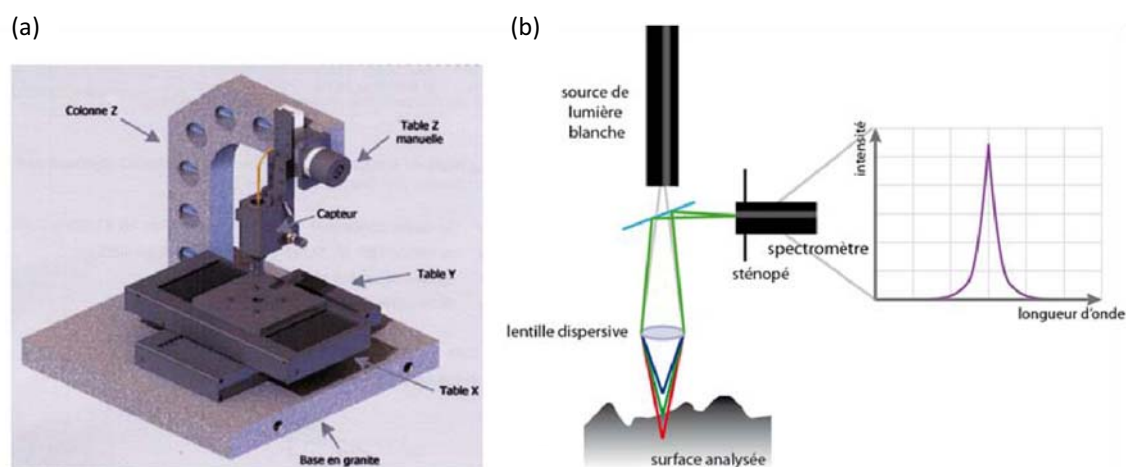 (a)
Colonne Z
Table Z
manuelle
Capteur
Table Y
Table X
Base en granite
(b)
source de
lumière
blanche
spectromètre
sténopé
lentille dispersive
surface analysée
intensité
longueur d'onde